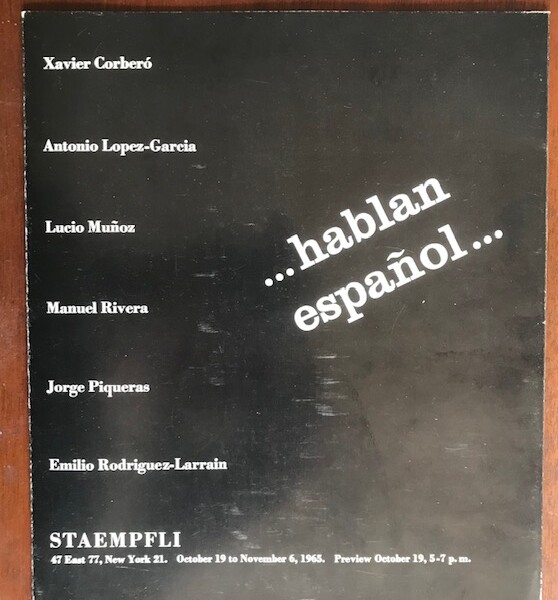 Xavier Corberó
Antonio Lopez-Garcia
Lucio Muñoz
Manuel Rivera
Jorge Piqueras
Emilio Rodriguez-Larrain
...hablan
español...
STAEMPFLI
47 East 77, New York 21. October 19 to November 6, 1965. Preview October 19, 5-7 p.m.